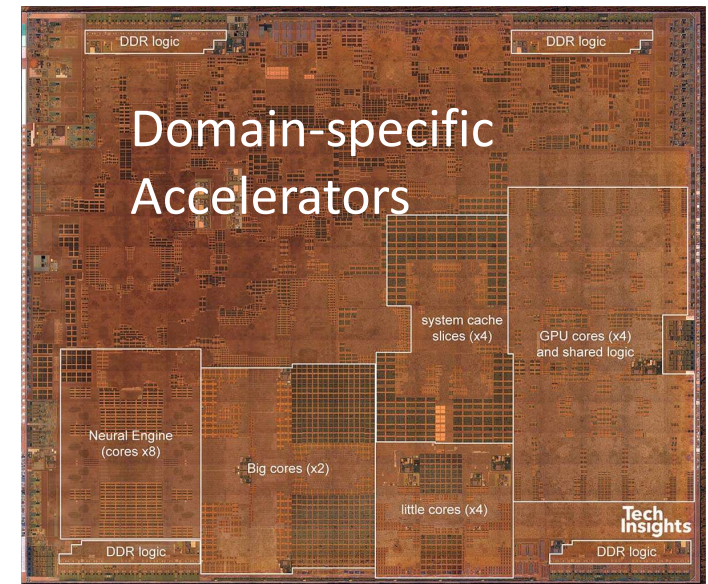 DDR logic
DDR logic
Domain-specific
Accelerators
system cache
slices (x4)
GPU cores (x4)
and shared logic
Neural Engine
(cores x8)
Big cores (x2)
little cores (x4)
Tech
Insights
DDR logic
DDR logic